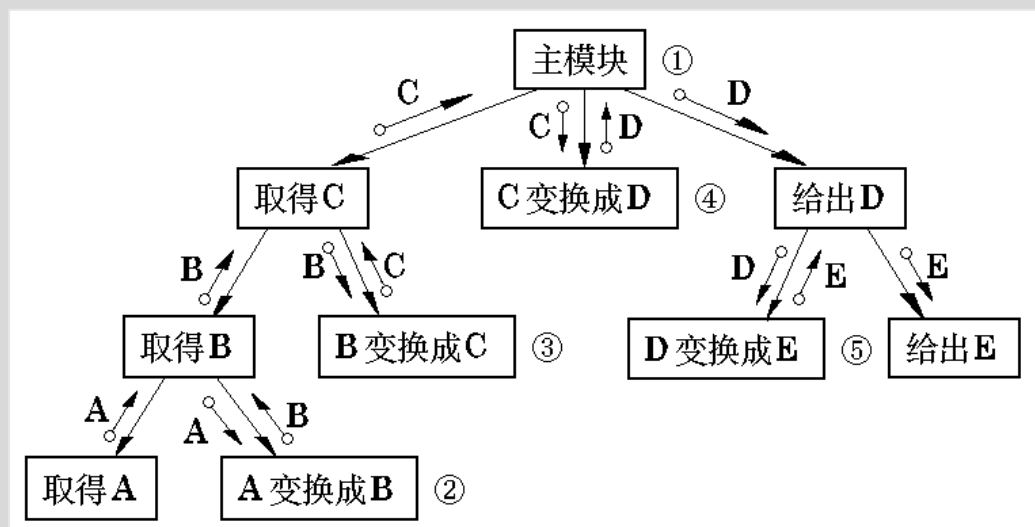 主模块 ①
C C D D
取得C C变换成D ④ 给出D
B B C D E E
取得B B变换成C ③ D变换成E ⑤ 给出E
A A B
取得A A变换成B ②